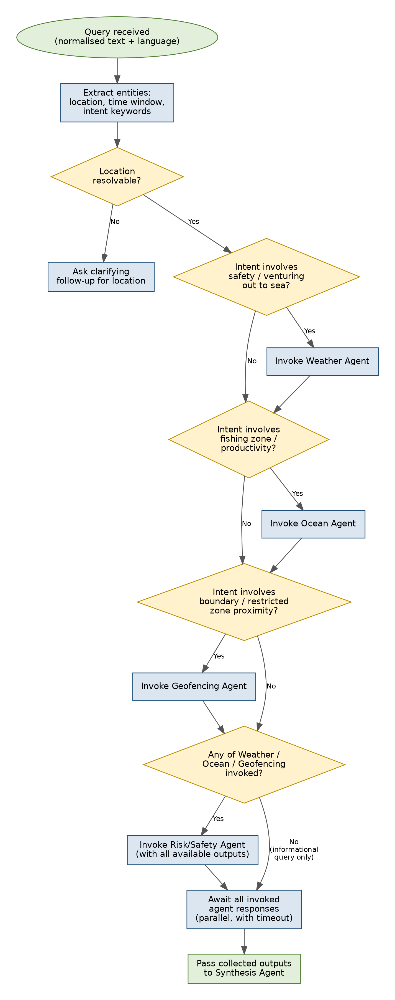 Query received
(normalised text + language)
Extract entities:
location, time window,
intent keywords
Location
resolvable?
No
Yes
Ask clarifying
follow-up for location
Intent involves
safety / venturing
out to sea?
Yes
No
Invoke Weather Agent
Intent involves
fishing zone /
productivity?
Yes
No
Invoke Ocean Agent
Intent involves
boundary / restricted
zone proximity?
Yes
No
Invoke Geofencing Agent
Any of Weather /
Ocean / Geofencing
invoked?
Yes
No
(informational
query only)
Invoke Risk/Safety Agent
(with all available outputs)
Await all invoked
agent responses
(parallel, with timeout)
Pass collected outputs
to Synthesis Agent